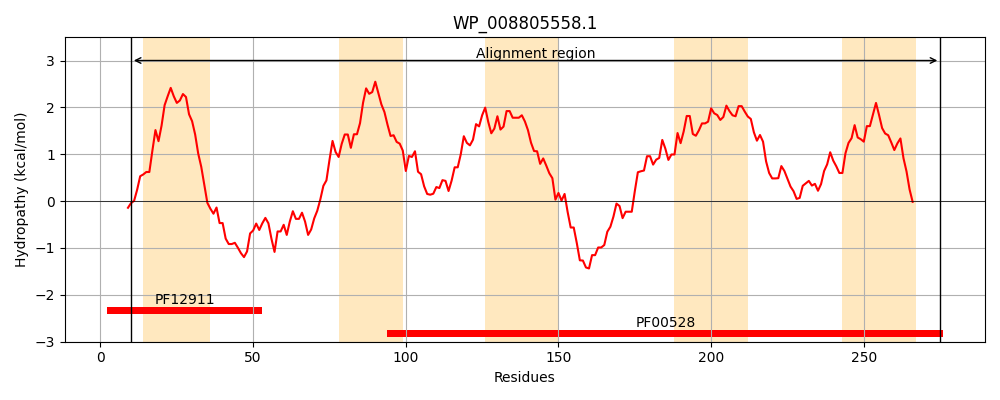 WP_008805558.1
Alignment region
Hydropathy (kcal/mol)
3
2
1
0
−1
−2
−3
PF12911
PF00528
0
50
100
150
200
250
Residues